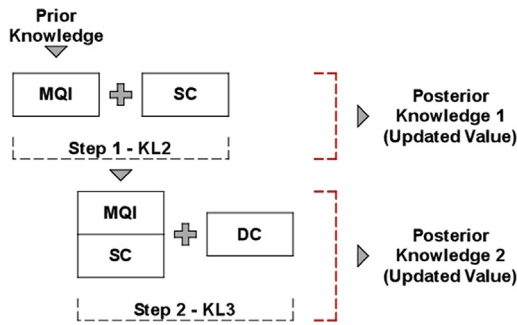 Prior
Knowledge
MQI
SC
Step 1 - KL2
Posterior
Knowledge 1
(Updated Value)
MQI
SC
DC
Step 2 - KL3
Posterior
Knowledge 2
(Updated Value)